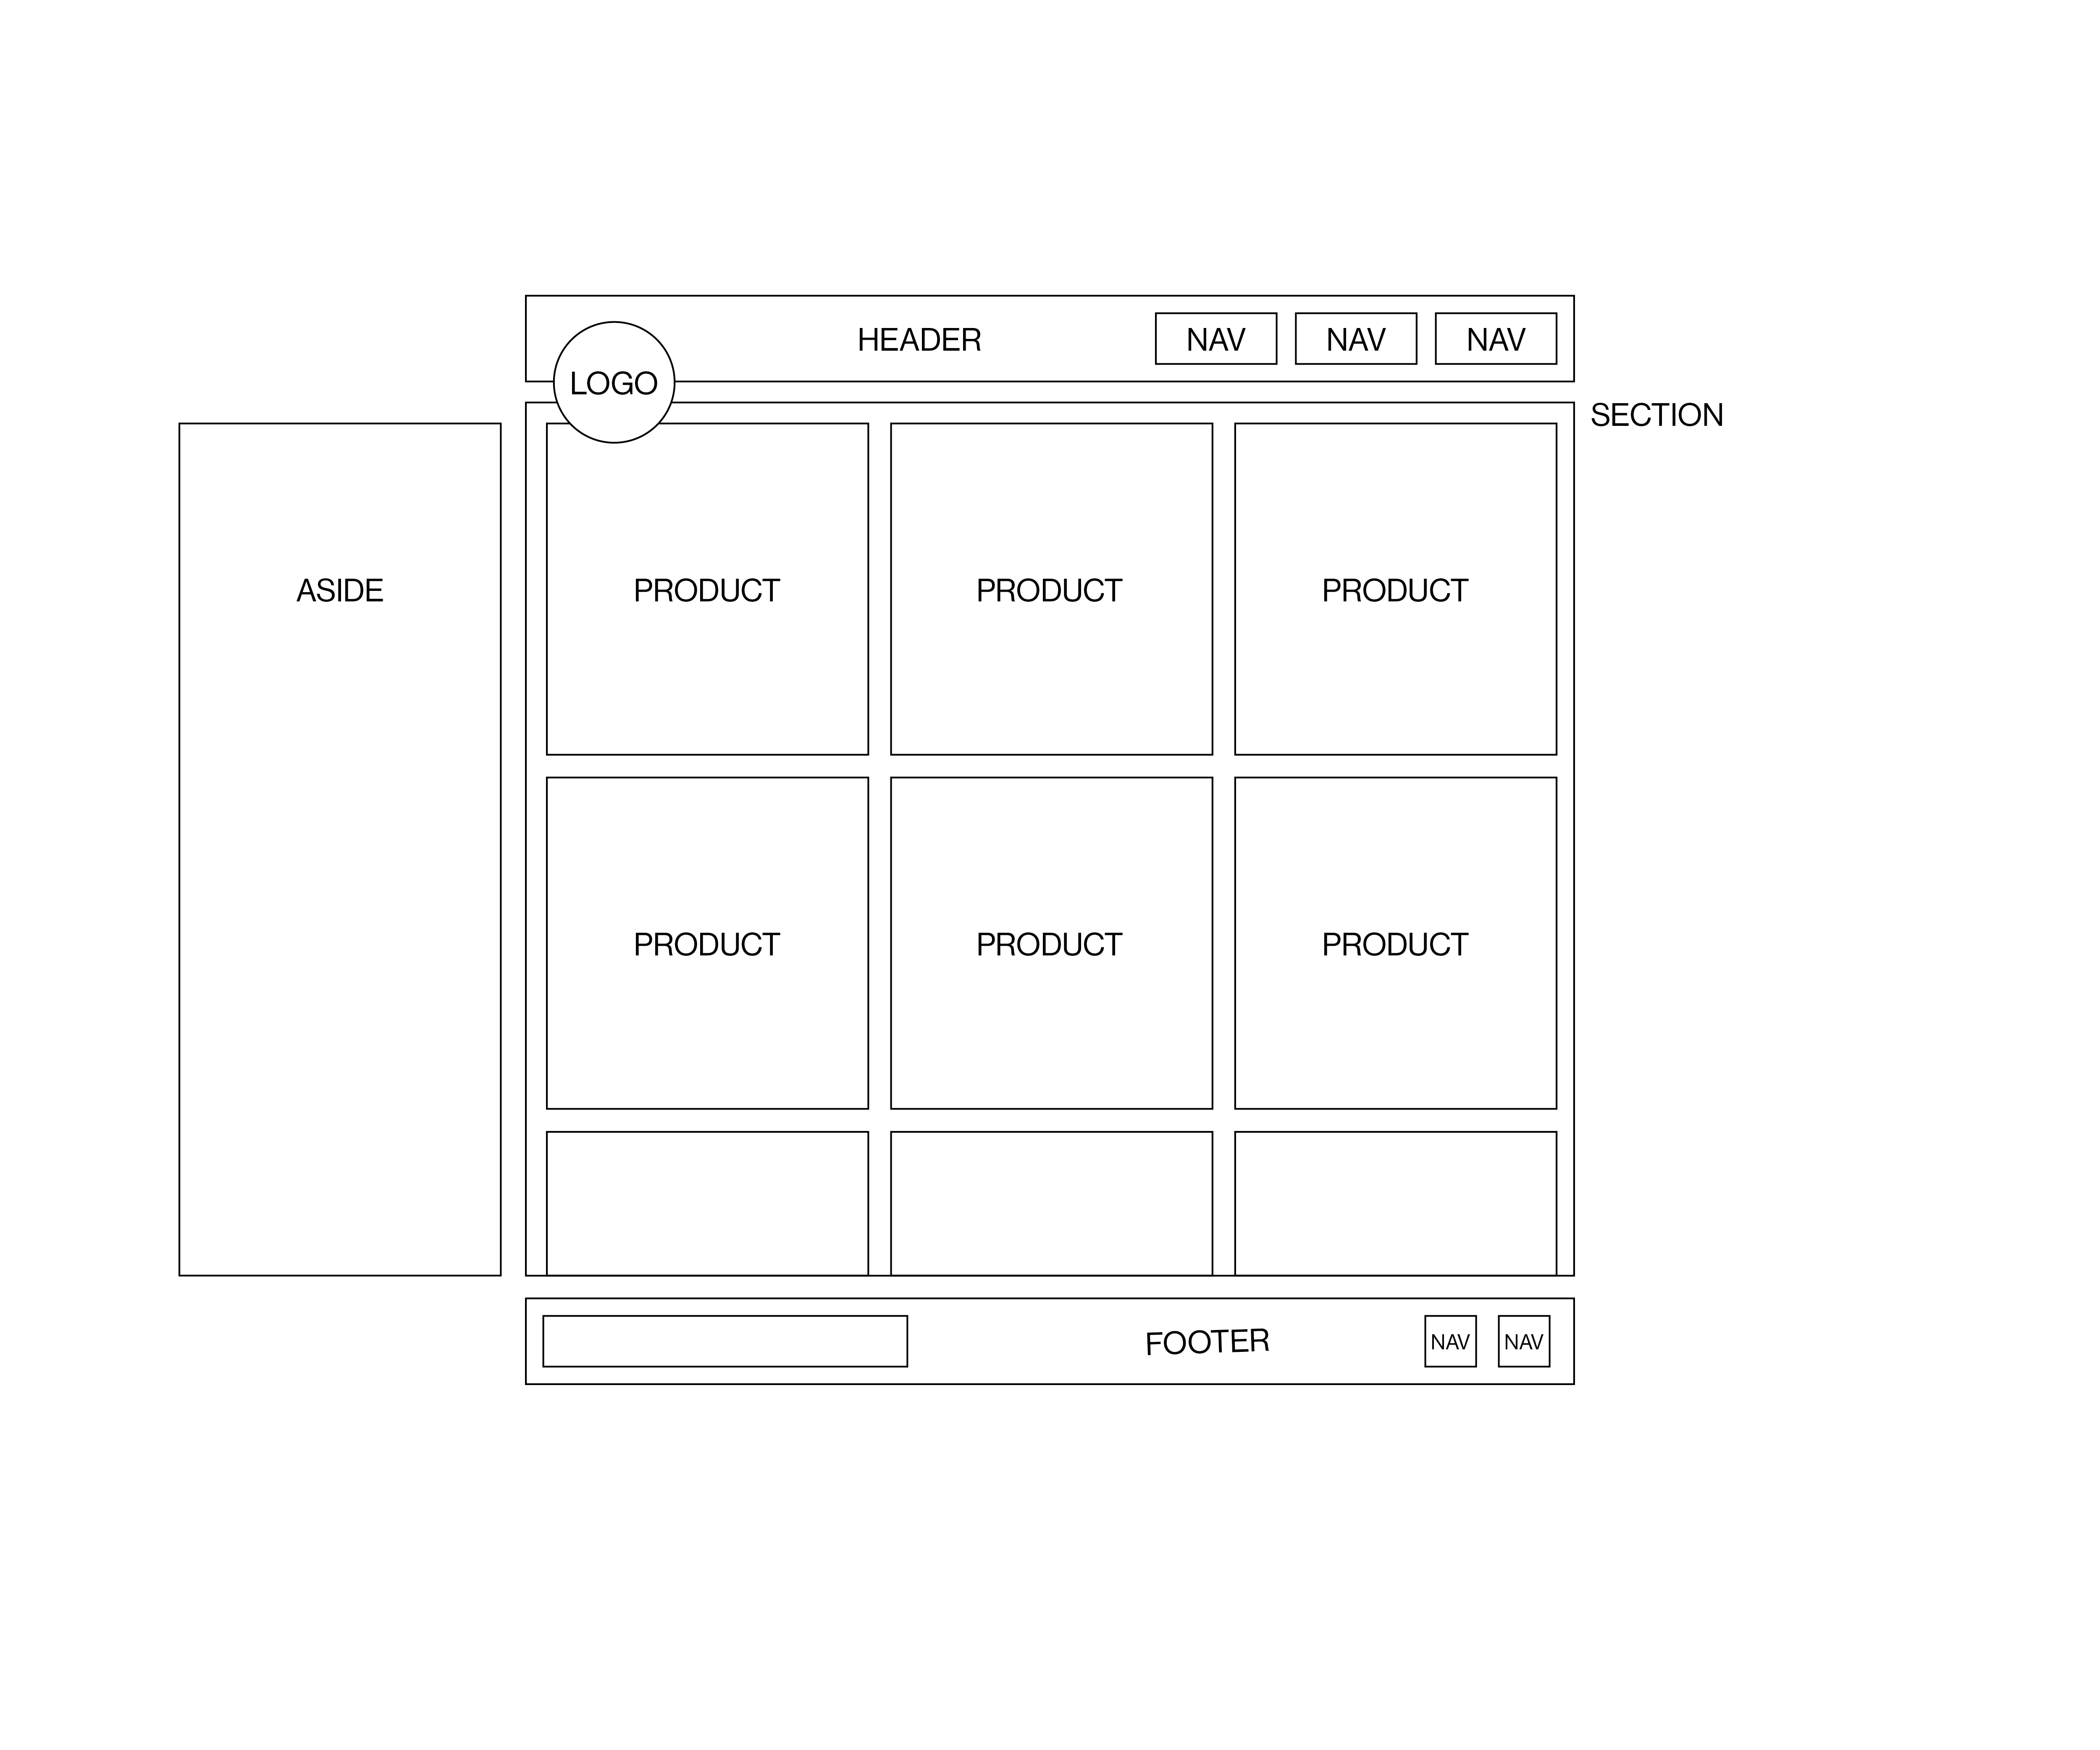 HEADER
NAV
NAV
NAV
LOGO
SECTION
ASIDE
PRODUCT
PRODUCT
PRODUCT
PRODUCT
PRODUCT
PRODUCT
FOOTER
NAV
NAV